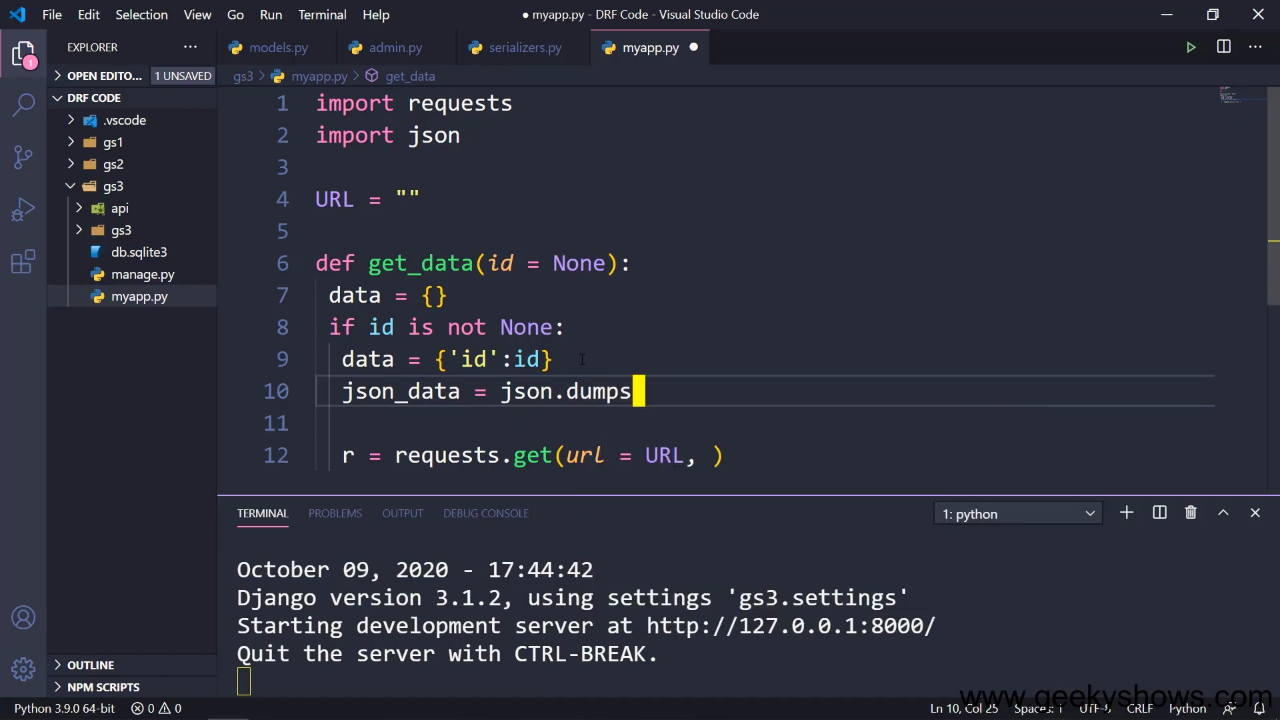 File Edit Selection View Go Run Terminal Help
● myapp.py - DRF Code - Visual Studio Code
EXPLORER
models.py admin.py serializers.py myapp.py
OPEN EDITO... 1 UNSAVED
gs3 > myapp.py > get_data
DRF CODE
.vscode
gs1
gs2
gs3
api
gs3
db.sqlite3
manage.py
myapp.py
OUTLINE
NPM SCRIPTS
1 import requests
2 import json
3
4 URL = ""
5
6 def get_data(id = None):
7 data = {}
8 if id is not None:
9 data = {'id':id}
10 json_data = json.dumps
11
12 r = requests.get(url = URL, )
TERMINAL PROBLEMS OUTPUT DEBUG CONSOLE 1: python
October 09, 2020 - 17:44:42
Django version 3.1.2, using settings 'gs3.settings'
Starting development server at http://127.0.0.1:8000/
Quit the server with CTRL-BREAK.
www.geekyshows.com
Python 3.9.0 64-bit 0 0 Ln 10, Col 25 Spaces: 1 UTF-8 CRLF Python